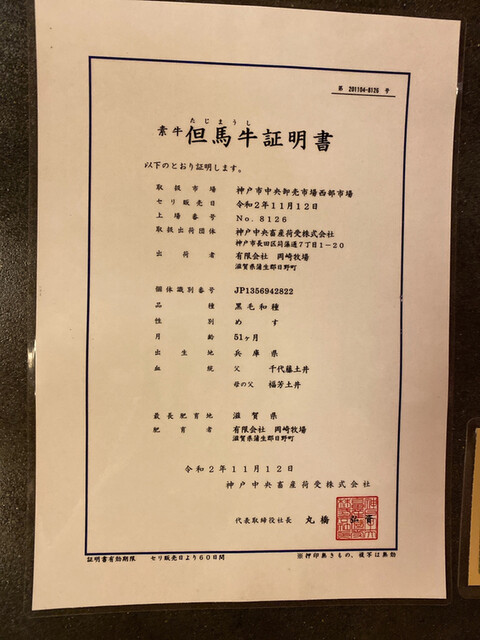 第 201104-8126 号
たじまうし
素牛 但馬牛証明書
以下のとおり証明します。
取扱市場 神戸市中央卸売市場西部市場
セリ販売日 令和2年11月12日
上場番号 No. 8126
取扱出荷団体 神戸中央畜産荷受株式会社
神戸市長田区苅藻通7丁目1-20
出荷者 有限会社 岡崎牧場
滋賀県蒲生郡日野町
個体識別番号 JP1356942822
品種 黒毛和種
性別 めす
月齢 51ヶ月
出生地 兵庫県
血統 父 千代藤土井
母の父 福芳土井
最長肥育地 滋賀県
肥育者 有限会社 岡崎牧場
滋賀県蒲生郡日野町
令和2年11月12日
神戸中央畜産荷受株式会社
代表取締役社長 丸橋
証明書有効期限 セリ販売日より60日間 ※押印無きもの、複写は無効